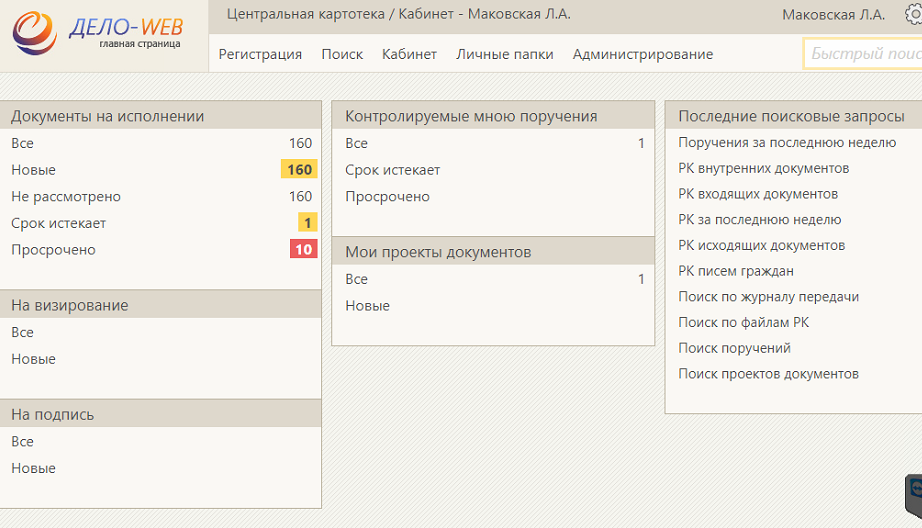 ДЕЛО-WEB
главная страница
Центральная картотека / Кабинет - Маковская Л.А.
Маковская Л.А.
Регистрация Поиск Кабинет Личные папки Администрирование
Быстрый поис
Документы на исполнении
Все 160
Новые 160
Не рассмотрено 160
Срок истекает 1
Просрочено 10
На визирование
Все
Новые
На подпись
Все
Новые
Контролируемые мною поручения
Все 1
Срок истекает
Просрочено
Мои проекты документов
Все 1
Новые
Последние поисковые запросы
Поручения за последнюю неделю
РК внутренних документов
РК входящих документов
РК за последнюю неделю
РК исходящих документов
РК писем граждан
Поиск по журналу передачи
Поиск по файлам РК
Поиск поручений
Поиск проектов документов